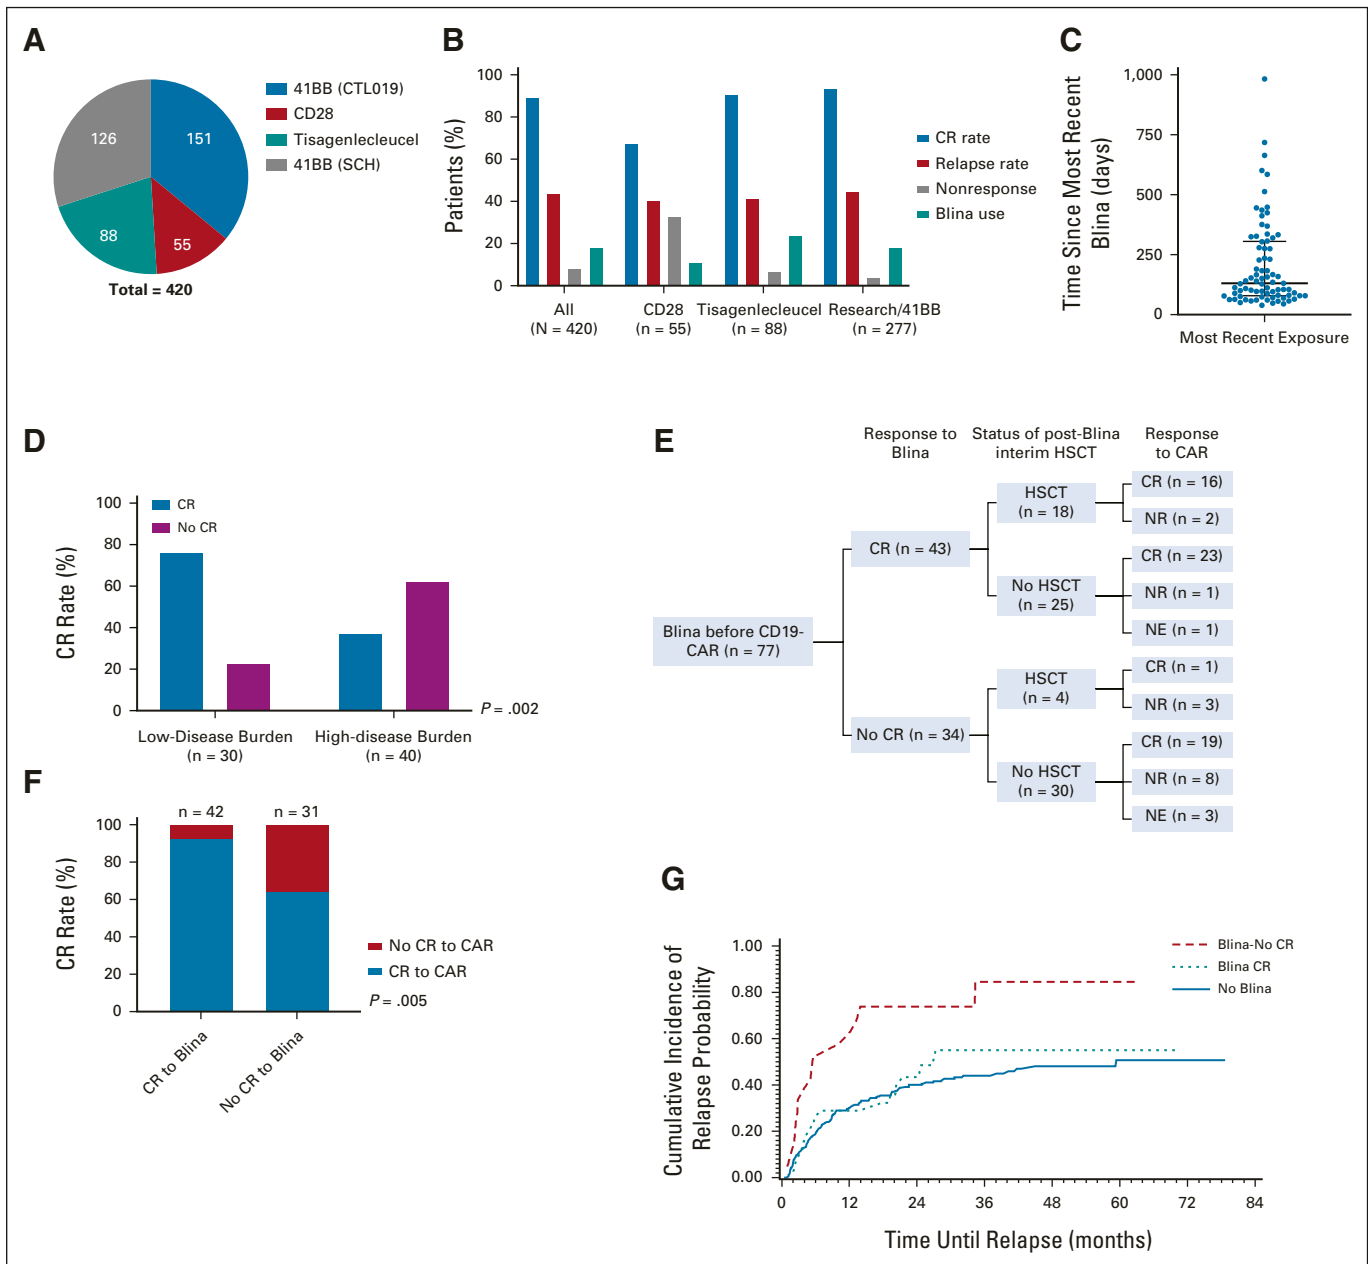 A
151
126
88
55
Total = 420
41BB (CTL019)
CD28
Tisagenlecleucel
41BB (SCH)
B
Patients (%)
100
80
60
40
20
0
All
(N = 420)
CD28
(n = 55)
Tisagenlecleucel
(n = 88)
Research/41BB
(n = 277)
CR rate
Relapse rate
Nonresponse
Blina use
C
Time Since Most Recent
Blina (days)
1,000
750
500
250
0
Most Recent Exposure
D
CR Rate (%)
100
80
60
40
20
0
CR
No CR
Low-Disease Burden
(n = 30)
High-disease Burden
(n = 40)
P = .002
E
Response to
Blina
Status of post-Blina
interim HSCT
Response
to CAR
Blina before CD19-
CAR (n = 77)
CR (n = 43)
No CR (n = 34)
HSCT
(n = 18)
No HSCT
(n = 25)
HSCT
(n = 4)
No HSCT
(n = 30)
CR (n = 16)
NR (n = 2)
CR (n = 23)
NR (n = 1)
NE (n = 1)
CR (n = 1)
NR (n = 3)
CR (n = 19)
NR (n = 8)
NE (n = 3)
F
CR Rate (%)
100
80
60
40
20
0
n = 42
n = 31
CR to Blina
No CR to Blina
No CR to CAR
CR to CAR
P = .005
G
Cumulative Incidence of
Relapse Probability
1.00
0.80
0.60
0.40
0.20
0.00
0
12
24
36
48
60
72
84
Time Until Relapse (months)
Blina-No CR
Blina CR
No Blina